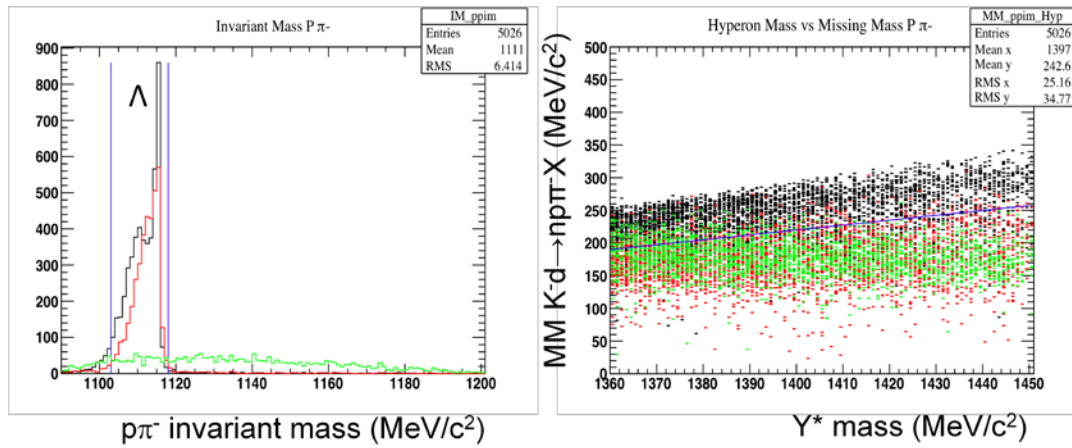 Invariant Mass P π-
IM_ppim
Entries 5026
Mean 1111
RMS 6.414
900
800
700
600
500
400
300
200
100
0
Λ
1100 1120 1140 1160 1180 1200
pπ⁻ invariant mass (MeV/c²)
Hyperon Mass vs Missing Mass P π-
MM_ppim_Hyp
Entries 5026
Mean x 1397
Mean y 242.6
RMS x 25.16
RMS y 34.77
MM K⁻d→npπ⁻X (MeV/c²)
500
450
400
350
300
250
200
150
100
50
0
1360 1370 1380 1390 1400 1410 1420 1430 1440 1450
Y* mass (MeV/c²)